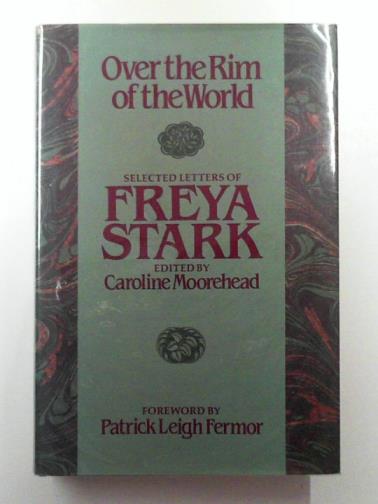 Over the Rim
of the World
SELECTED LETTERS OF
FREYA
STARK
EDITED BY
Caroline Moorehead
FOREWORD BY
Patrick Leigh Fermor